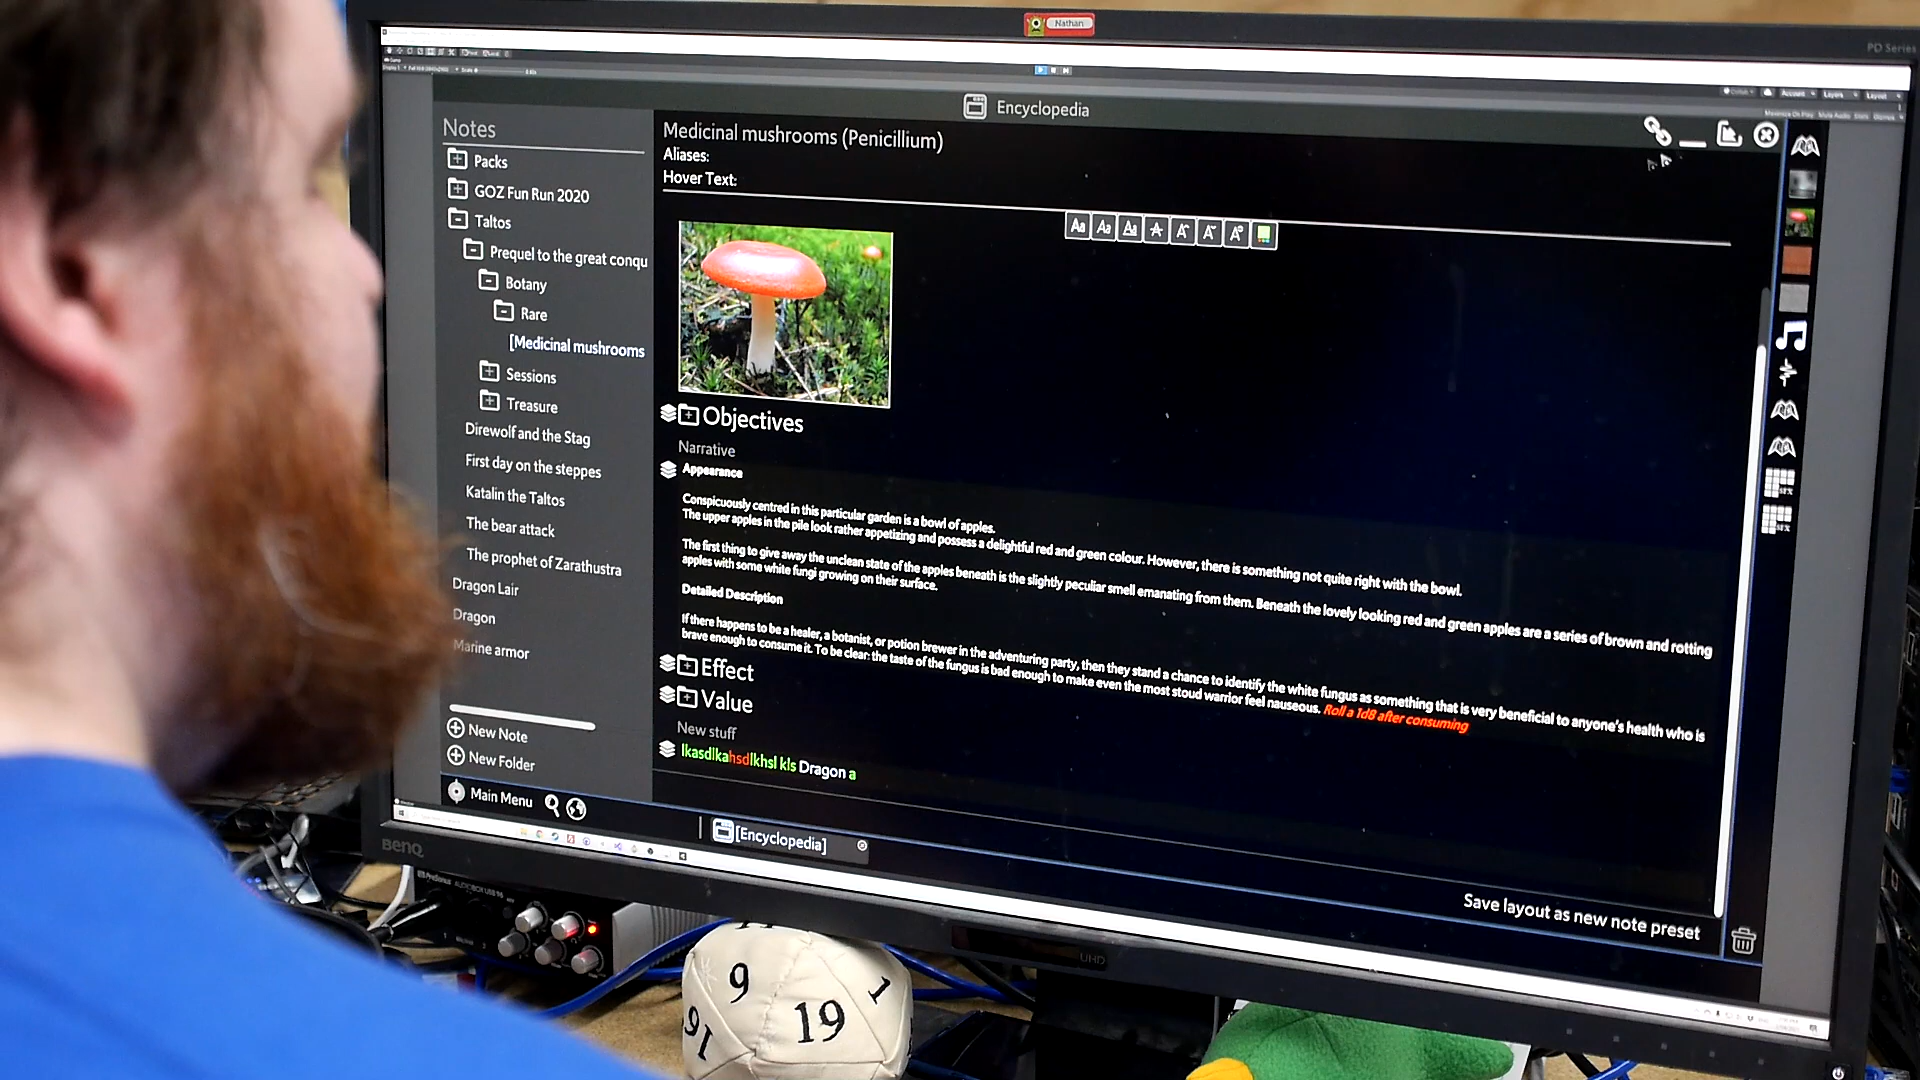 Nathan
PD Series
Encyclopedia
Notes
Packs
GOZ Fun Run 2020
Taltos
Prequel to the great conqu
Botany
Rare
[Medicinal mushrooms
Sessions
Treasure
Direwolf and the Stag
First day on the steppes
Katalin the Taltos
The bear attack
The prophet of Zarathustra
Dragon Lair
Dragon
Marine armor
New Note
New Folder
Main Menu
Medicinal mushrooms (Penicillium)
Aliases:
Hover Text:
Objectives
Narrative
Appearance
Conspicuously centred in this particular garden is a bowl of apples.
The upper apples in the pile look rather appetizing and possess a delightful red and green colour. However, there is something not quite right with the bowl.
The first thing to give away the unclean state of the apples beneath is the slightly peculiar smell emanating from them. Beneath the lovely looking red and green apples are a series of brown and rotting
apples with some white fungi growing on their surface.
Detailed Description
If there happens to be a healer, a botanist, or potion brewer in the adventuring party, then they stand a chance to identify the white fungus as something that is very beneficial to anyone's health who is
brave enough to consume it. To be clear: the taste of the fungus is bad enough to make even the most stoud warrior feel nauseous. Roll a 1d8 after consuming
Effect
Value
New stuff
lkasdlkahsdlkhsl kls Dragon a
[Encyclopedia]
Save layout as new note preset
BenQ
UHD
9
1
19
16